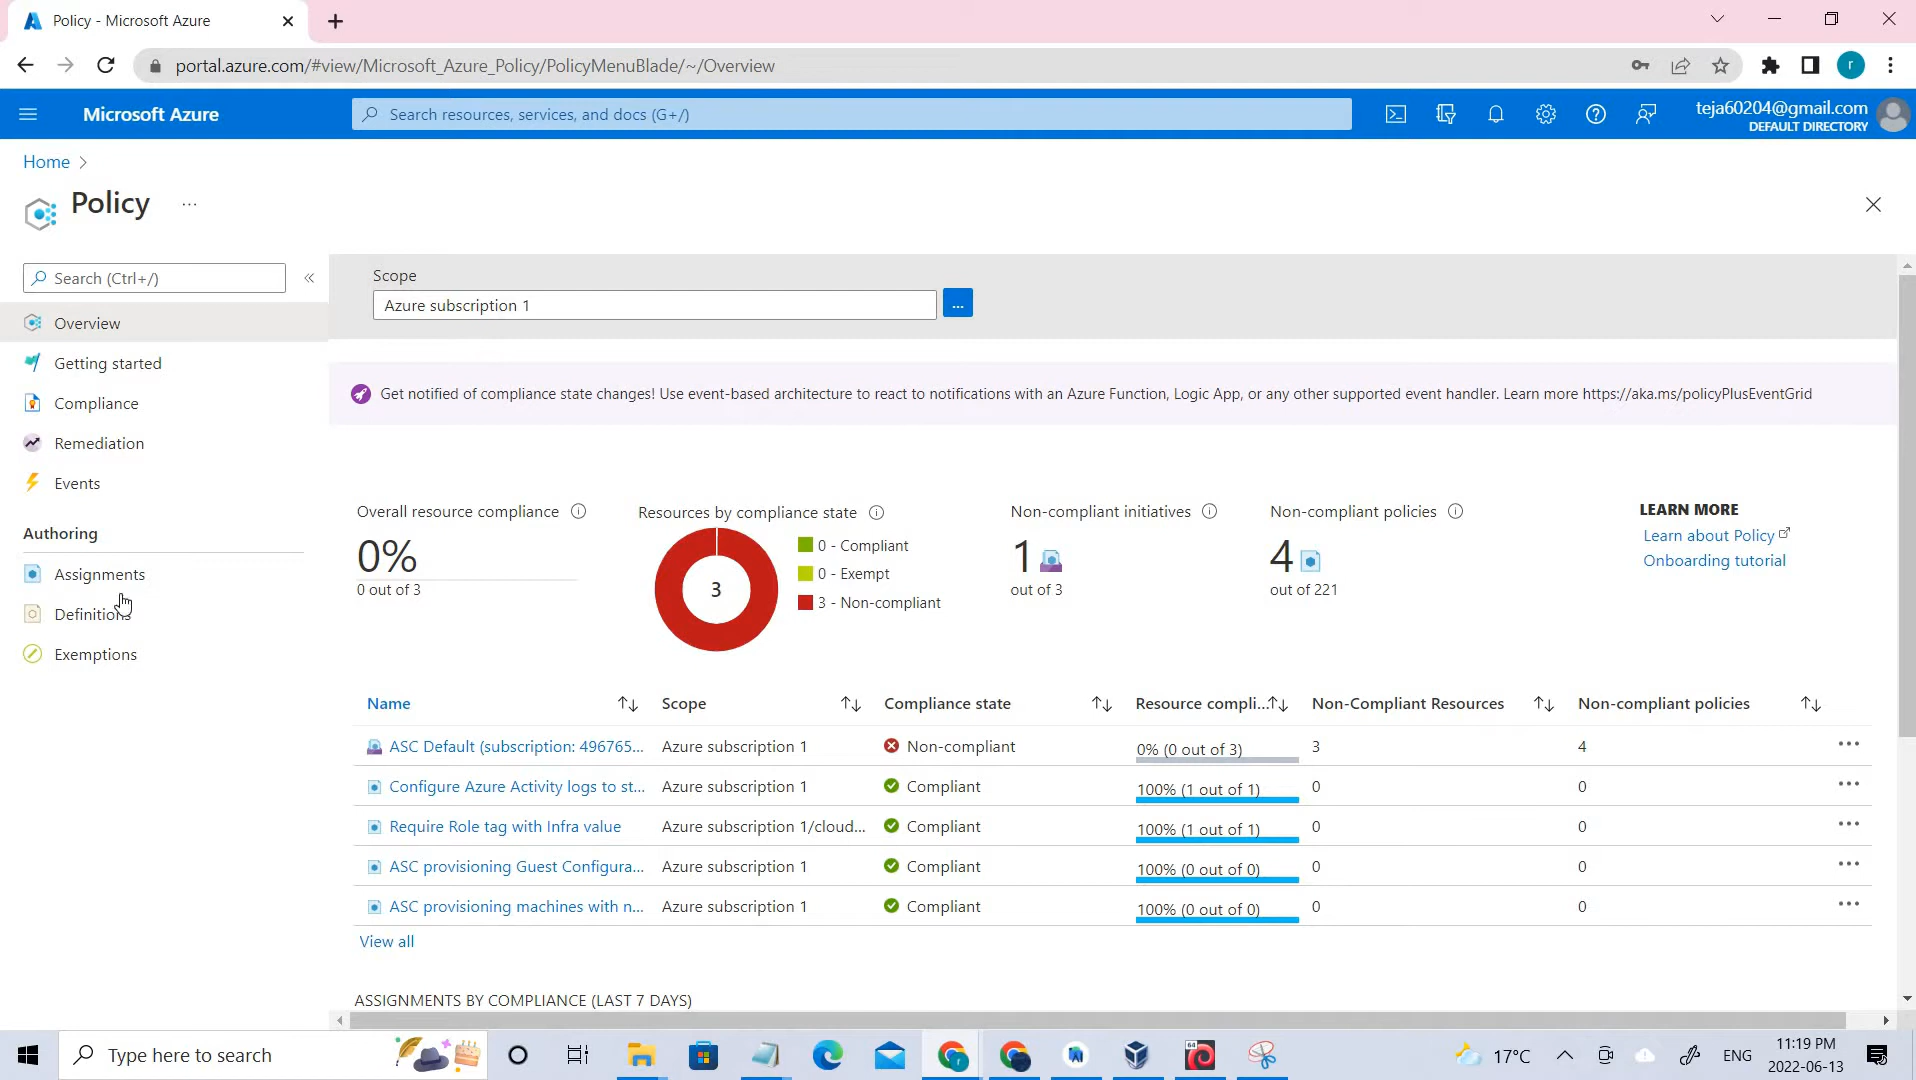 Policy - Microsoft Azure
portal.azure.com/#view/Microsoft_Azure_Policy/PolicyMenuBlade/~/Overview
r
Microsoft Azure
Search resources, services, and docs (G+/)
teja60204@gmail.com
DEFAULT DIRECTORY
Home
Policy
...
Search (Ctrl+/)
Overview
Getting started
Compliance
Remediation
Events
Authoring
Assignments
Definitions
Exemptions
Scope
Azure subscription 1
...
Get notified of compliance state changes! Use event-based architecture to react to notifications with an Azure Function, Logic App, or any other supported event handler. Learn more https://aka.ms/policyPlusEventGrid
Overall resource compliance
0%
0 out of 3
Resources by compliance state
3
0 - Compliant
0 - Exempt
3 - Non-compliant
Non-compliant initiatives
1
out of 3
Non-compliant policies
4
out of 221
LEARN MORE
Learn about Policy
Onboarding tutorial
Name Scope Compliance state Resource compli... Non-Compliant Resources Non-compliant policies
ASC Default (subscription: 496765... Azure subscription 1 Non-compliant 0% (0 out of 3) 3 4
Configure Azure Activity logs to st... Azure subscription 1 Compliant 100% (1 out of 1) 0 0
Require Role tag with Infra value Azure subscription 1/cloud... Compliant 100% (1 out of 1) 0 0
ASC provisioning Guest Configura... Azure subscription 1 Compliant 100% (0 out of 0) 0 0
ASC provisioning machines with n... Azure subscription 1 Compliant 100% (0 out of 0) 0 0
View all
ASSIGNMENTS BY COMPLIANCE (LAST 7 DAYS)
Type here to search
17°C
ENG
11:19 PM
2022-06-13